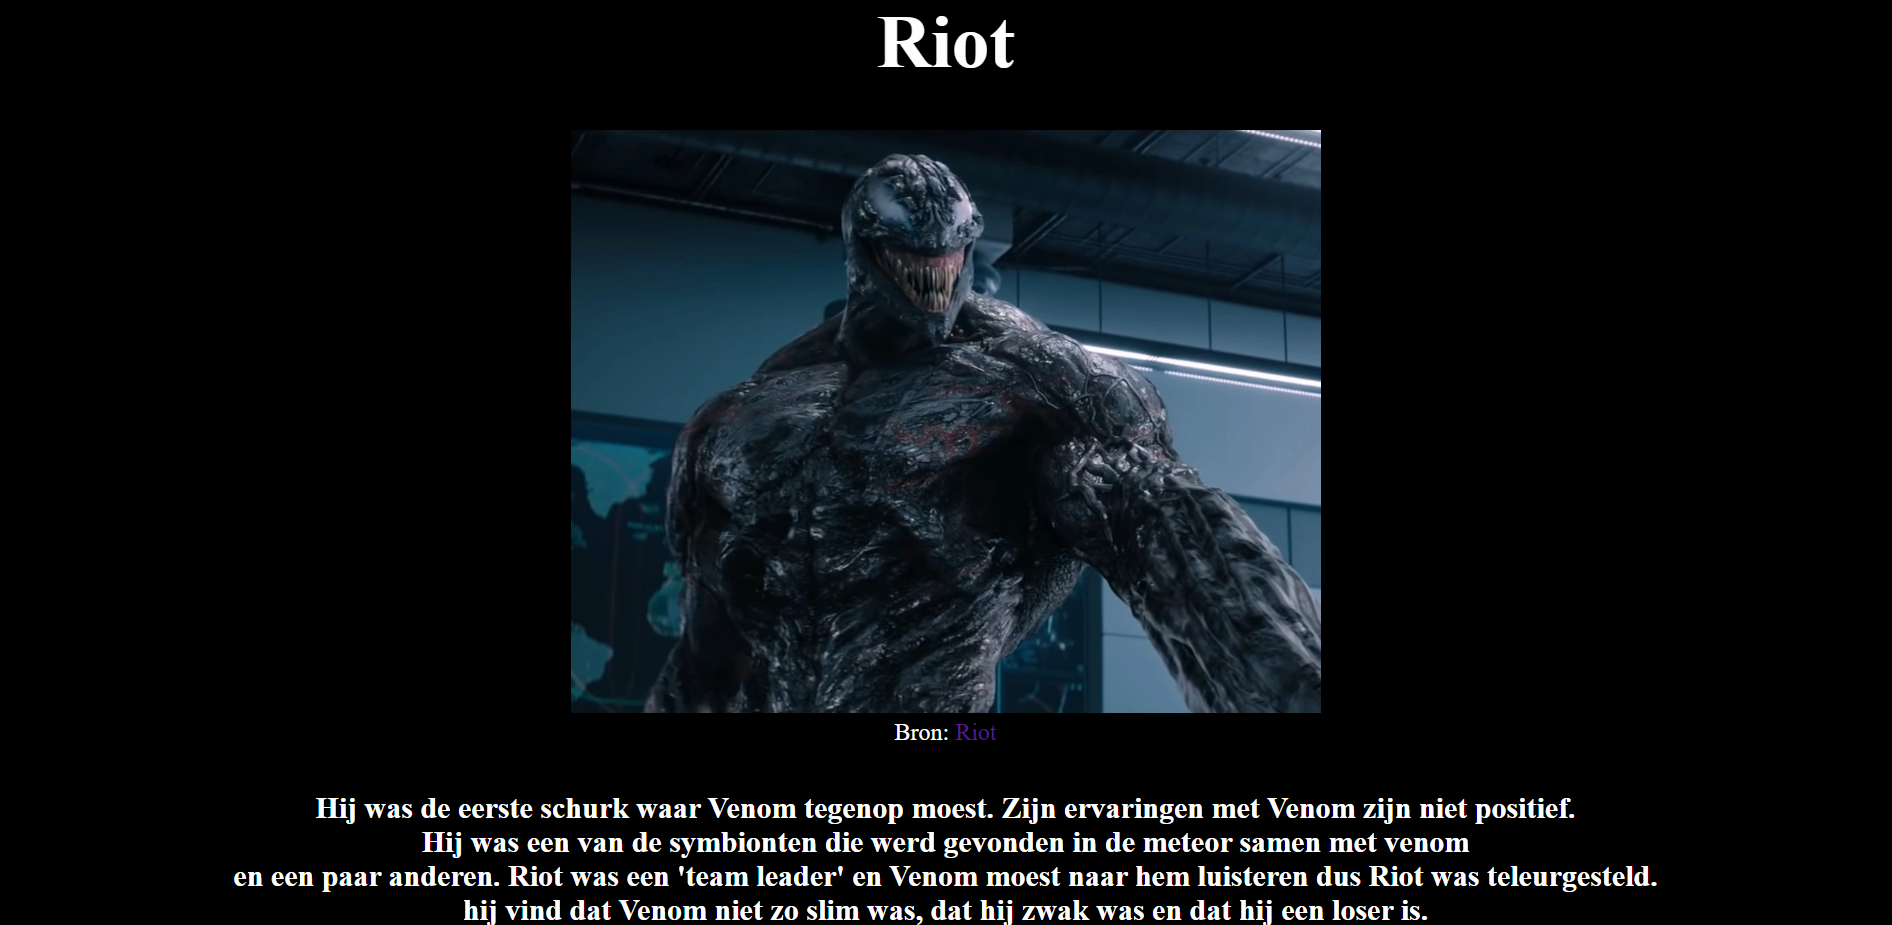 Riot
Bron: Riot
Hij was de eerste schurk waar Venom tegenop moest. Zijn ervaringen met Venom zijn niet positief.
Hij was een van de symbionten die werd gevonden in de meteor samen met venom
en een paar anderen. Riot was een 'team leader' en Venom moest naar hem luisteren dus Riot was teleurgesteld.
hij vind dat Venom niet zo slim was, dat hij zwak was en dat hij een loser is.